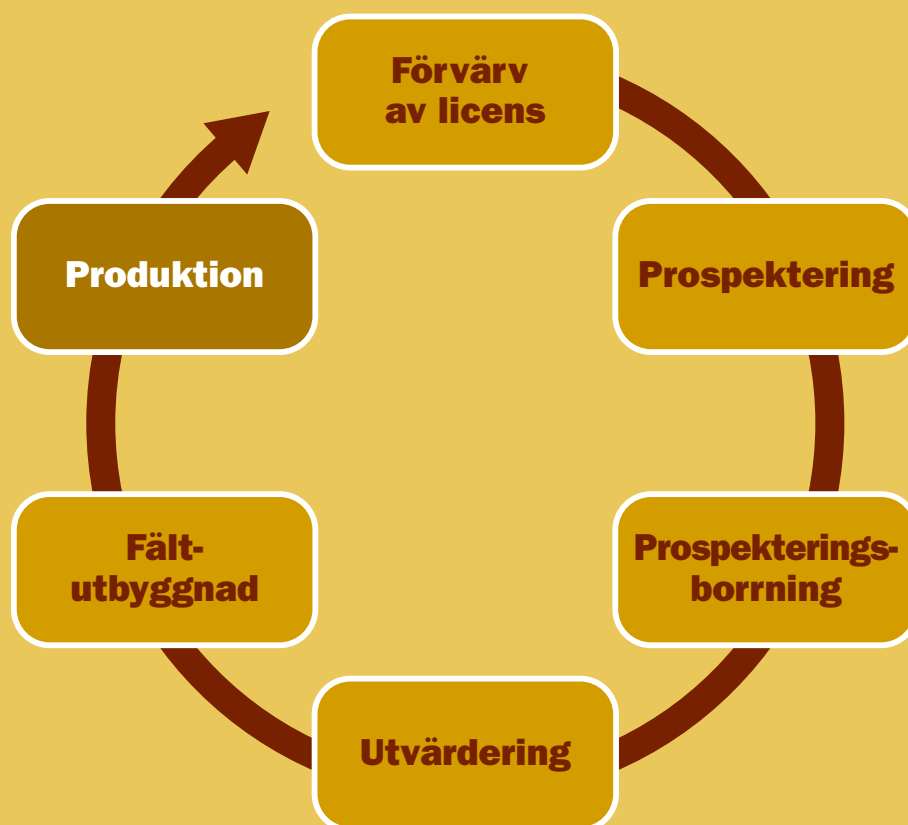 Förvärv
av licens
Prospektering
Prospekterings-
borrning
Utvärdering
Fält-
utbyggnad
Produktion